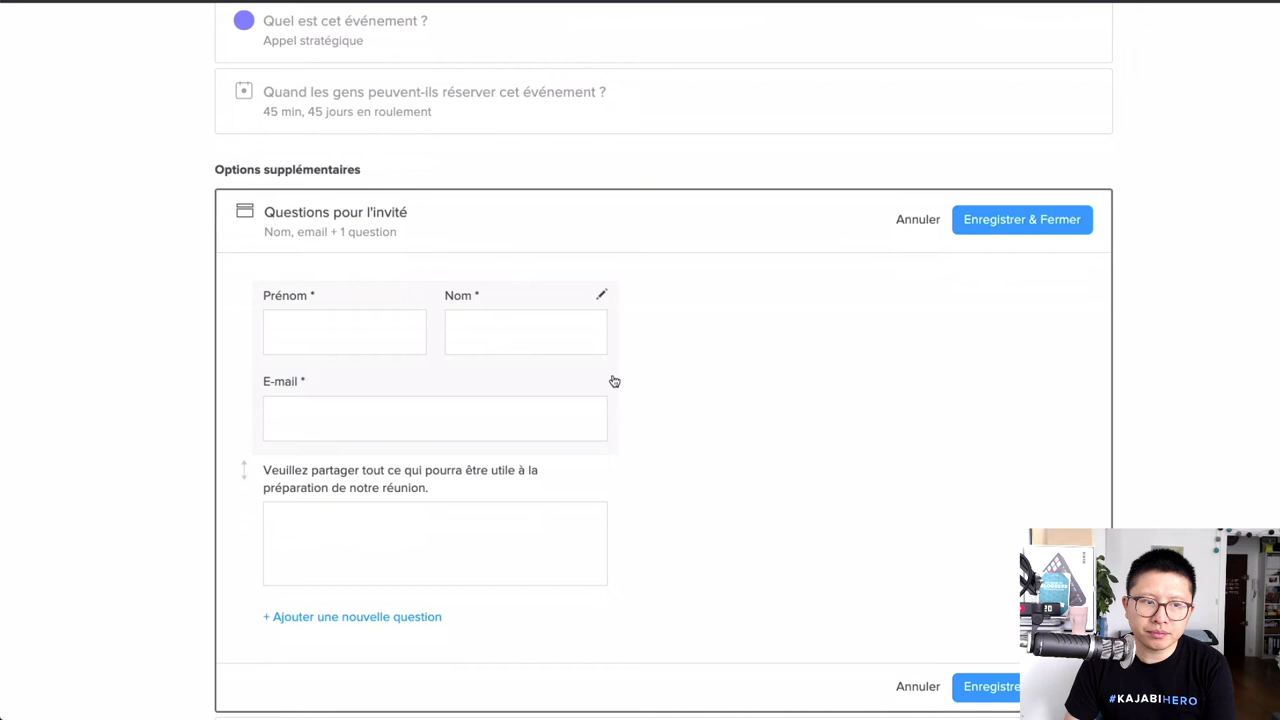 Quel est cet événement ?
Appel stratégique
Quand les gens peuvent-ils réserver cet événement ?
45 min, 45 jours en roulement
Options supplémentaires
Questions pour l'invité
Nom, email + 1 question
Annuler
Enregistrer & Fermer
Prénom *
Nom *
E-mail *
Veuillez partager tout ce qui pourra être utile à la
préparation de notre réunion.
+ Ajouter une nouvelle question
Annuler
Enregistre
#KAJABIHERO